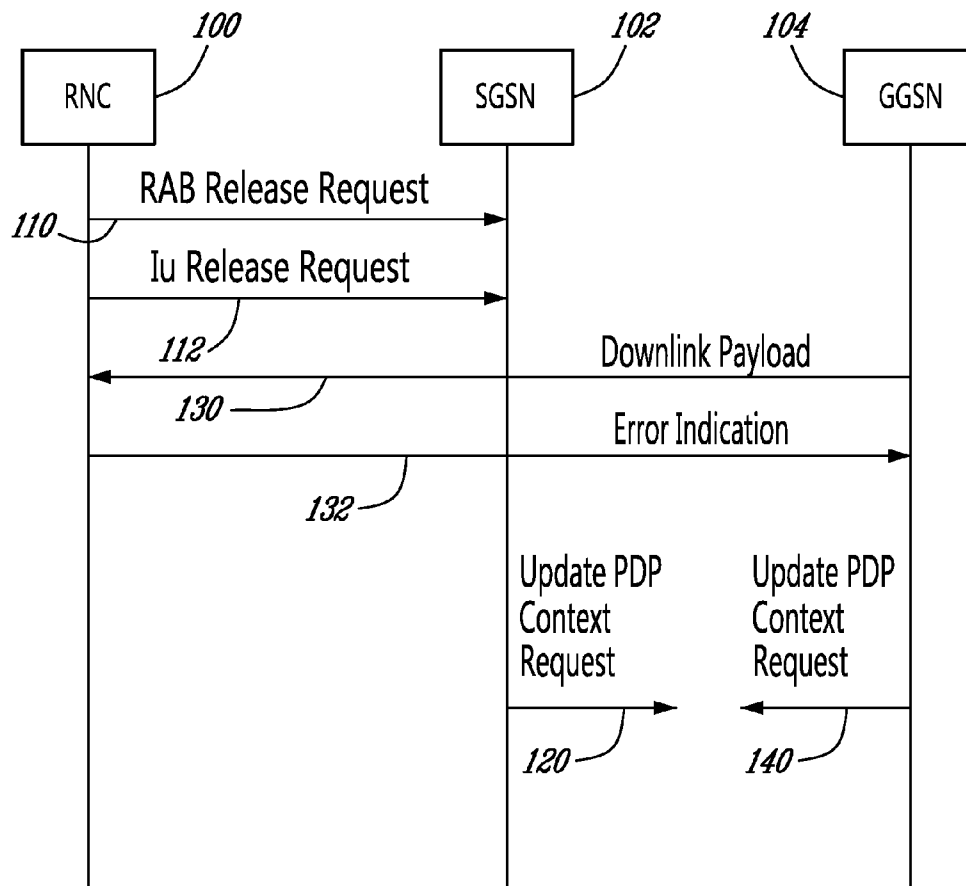 100
102
104
RNC
SGSN
GGSN
RAB Release Request
110
Iu Release Request
112
Downlink Payload
130
Error Indication
132
Update PDP
Context
Request
Update PDP
Context
Request
120
140